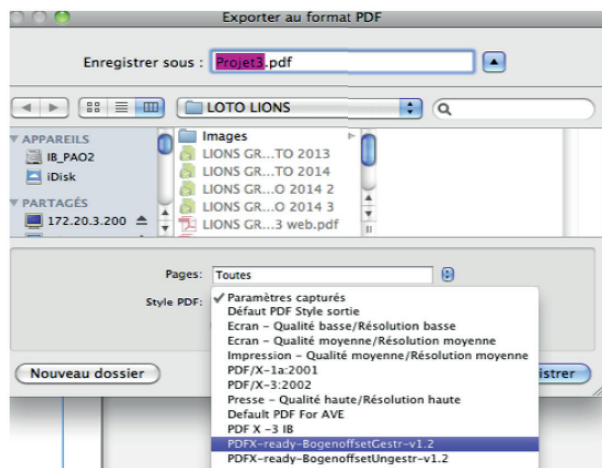 Exporter au format PDF
Enregistrer sous : Projet3.pdf
LOTO LIONS
APPAREILS
IB_PAO2
iDisk
PARTAGÉS
172.20.3.200
Images
LIONS GR...TO 2013
LIONS GR...TO 2014
LIONS GR...O 2014 2
LIONS GR...O 2014 3
LIONS GR...3 web.pdf
Pages: Toutes
Style PDF: ✓ Paramètres capturés
Défaut PDF Style sortie
Ecran – Qualité basse/Résolution basse
Ecran – Qualité moyenne/Résolution moyenne
Impression – Qualité moyenne/Résolution moyenne
PDF/X-1a:2001
PDF/X-3:2002
Presse – Qualité haute/Résolution haute
Default PDF For AVE
PDF X -3 IB
PDFX-ready-BogenoffsetGestr-v1.2
PDFX-ready-BogenoffsetUngestr-v1.2
Nouveau dossier
istrer